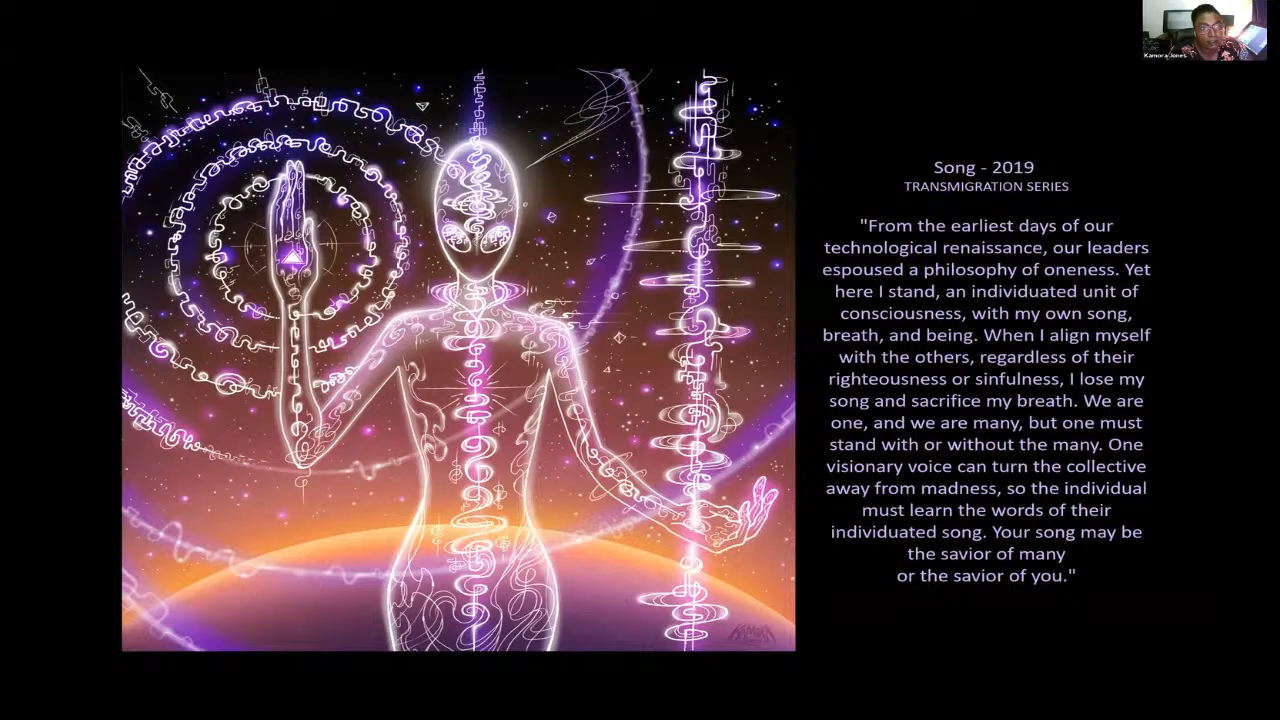 Kamora Jones
Song - 2019
TRANSMIGRATION SERIES
"From the earliest days of our
technological renaissance, our leaders
espoused a philosophy of oneness. Yet
here I stand, an individuated unit of
consciousness, with my own song,
breath, and being. When I align myself
with the others, regardless of their
righteousness or sinfulness, I lose my
song and sacrifice my breath. We are
one, and we are many, but one must
stand with or without the many. One
visionary voice can turn the collective
away from madness, so the individual
must learn the words of their
individuated song. Your song may be
the savior of many
or the savior of you."
KAMORA